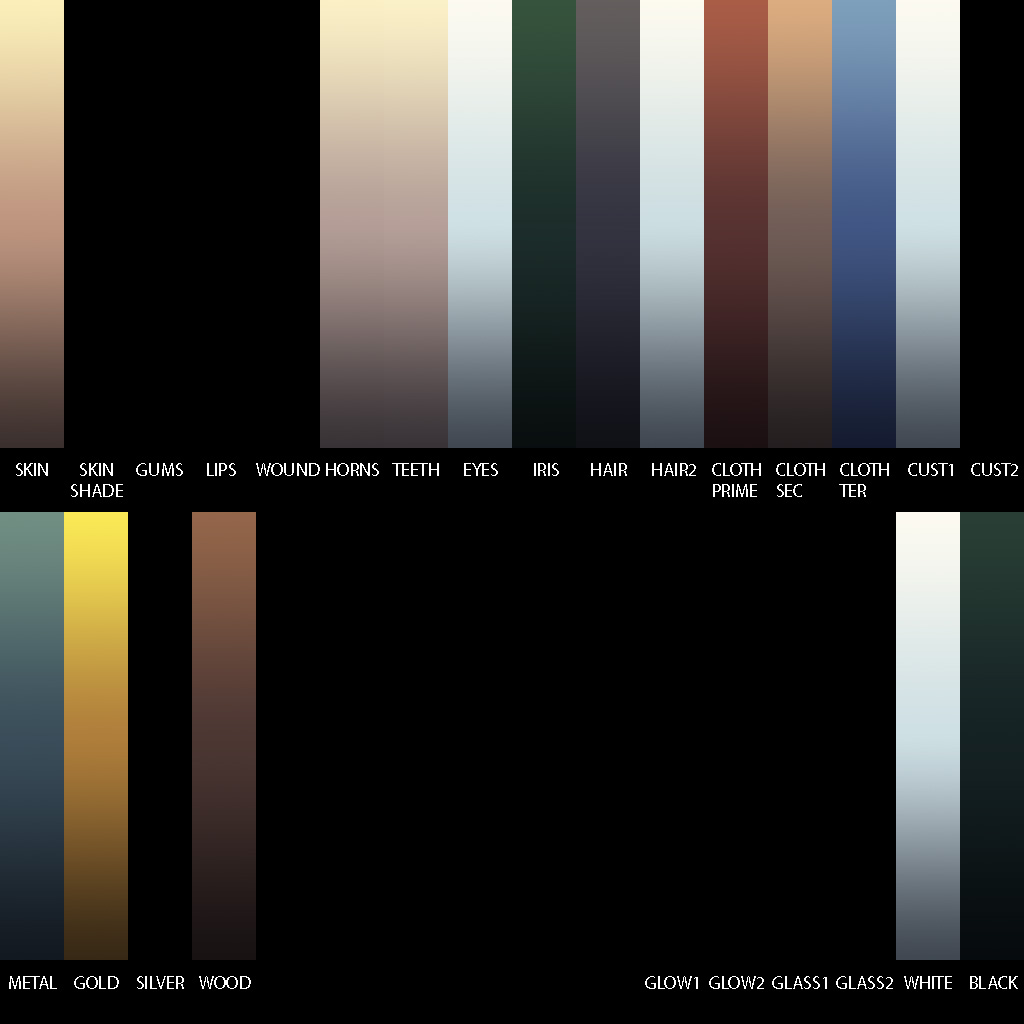 SKIN SKIN SHADE GUMS LIPS WOUND HORNS TEETH EYES IRIS HAIR HAIR2 CLOTH PRIME CLOTH SEC CLOTH TER CUST1 CUST2
METAL GOLD SILVER WOOD GLOW1 GLOW2 GLASS1 GLASS2 WHITE BLACK